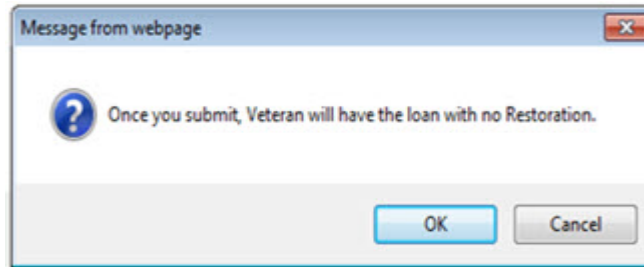 Message from webpage
Once you submit, Veteran will have the loan with no Restoration.
OK
Cancel